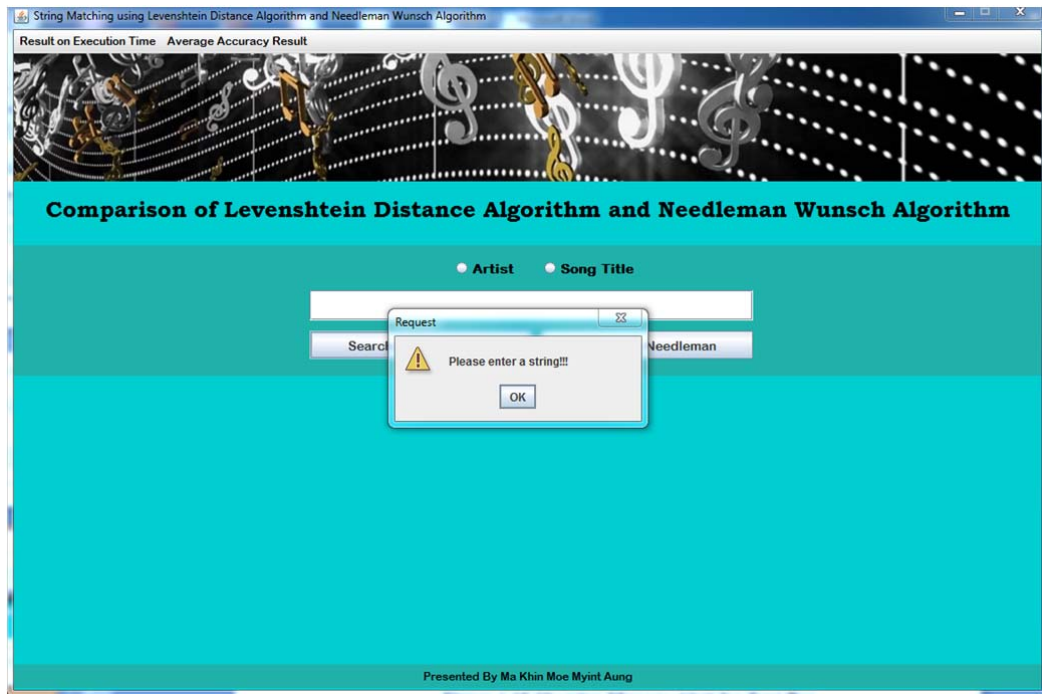 String Matching using Levenshtein Distance Algorithm and Needleman Wunsch Algorithm
Result on Execution Time Average Accuracy Result
Comparison of Levenshtein Distance Algorithm and Needleman Wunsch Algorithm
Artist Song Title
Request
Search Needleman
Please enter a string!!!
OK
Presented By Ma Khin Moe Myint Aung